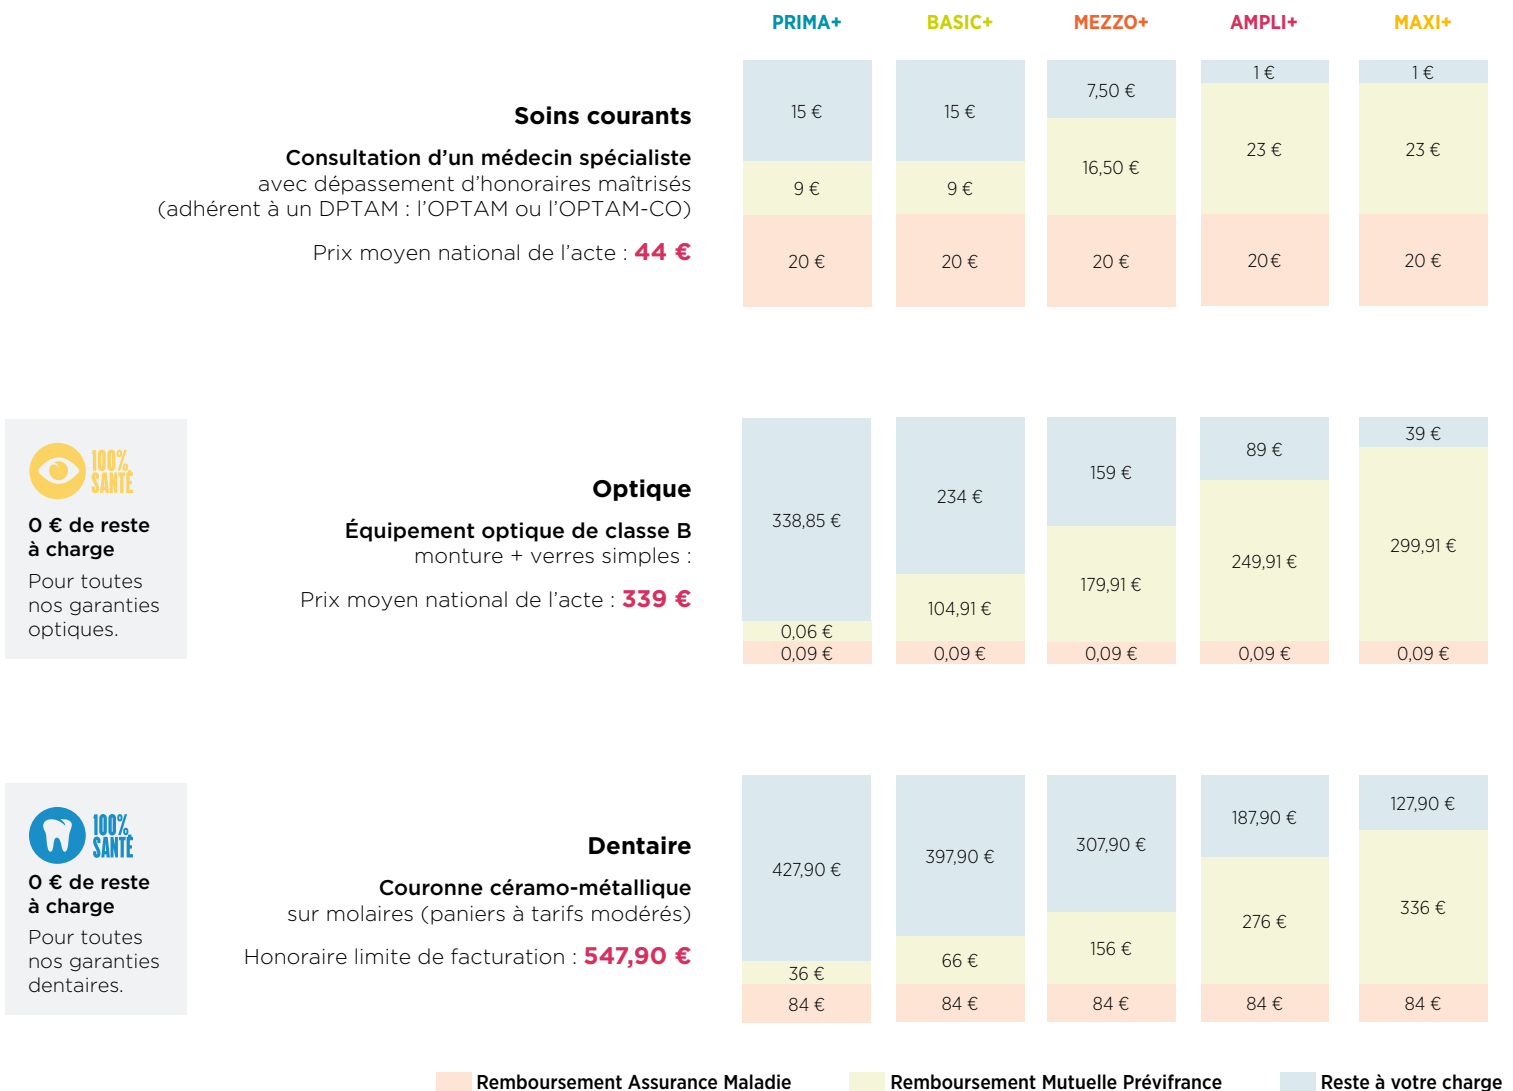 PRIMA+ BASIC+ MEZZO+ AMPLI+ MAXI+
Soins courants
Consultation d’un médecin spécialiste
avec dépassement d’honoraires maîtrisés
(adhérent à un DPTAM : l’OPTAM ou l’OPTAM-CO)
Prix moyen national de l’acte : 44 €
15 € 15 € 7,50 € 1 € 1 €
9 € 9 € 16,50 € 23 € 23 €
20 € 20 € 20 € 20 € 20 €
100%
SANTÉ
0 € de reste
à charge
Pour toutes
nos garanties
optiques.
Optique
Équipement optique de classe B
monture + verres simples :
Prix moyen national de l’acte : 339 €
338,85 € 234 € 159 € 89 € 39 €
0,06 € 104,91 € 179,91 € 249,91 € 299,91 €
0,09 € 0,09 € 0,09 € 0,09 € 0,09 €
100%
SANTÉ
0 € de reste
à charge
Pour toutes
nos garanties
dentaires.
Dentaire
Couronne céramo-métallique
sur molaires (paniers à tarifs modérés)
Honoraire limite de facturation : 547,90 €
427,90 € 397,90 € 307,90 € 187,90 € 127,90 €
36 € 66 € 156 € 276 € 336 €
84 € 84 € 84 € 84 € 84 €
Remboursement Assurance Maladie Remboursement Mutuelle Prévifrance Reste à votre charge